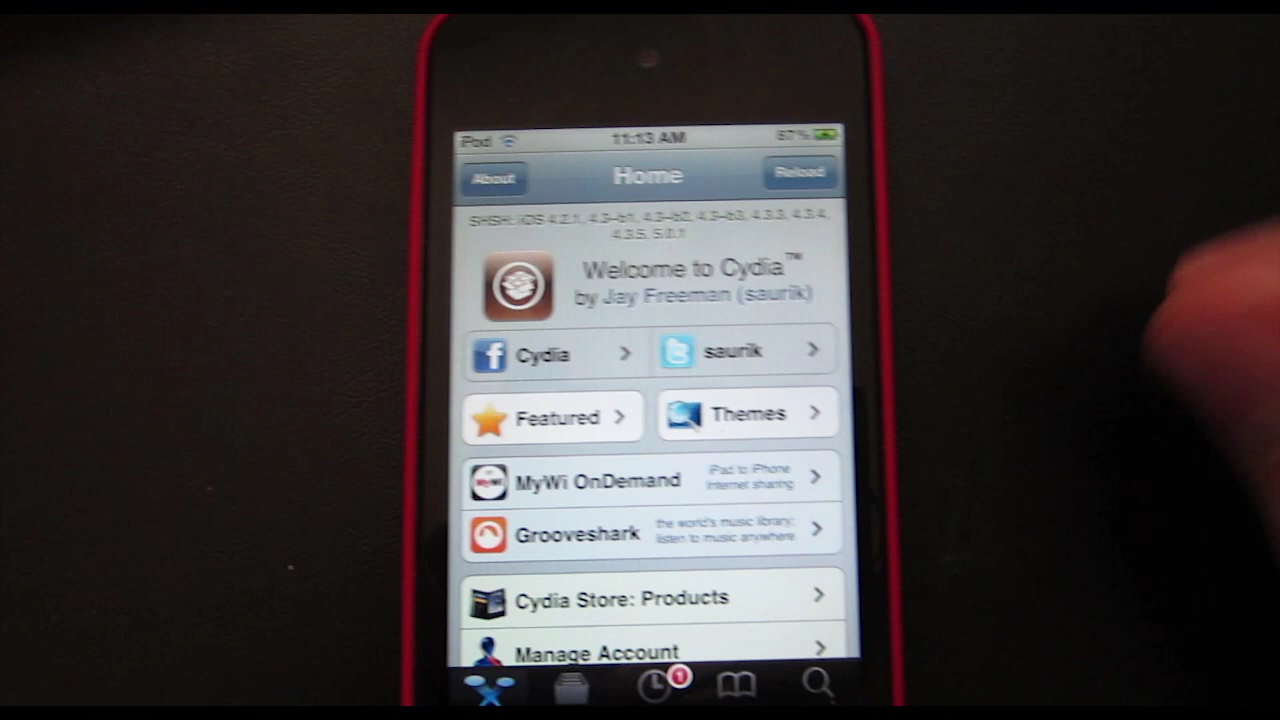 iPod 11:13 AM 87%
About Home Reload
SHSH: iOS 4.2.1, 4.3-b1, 4.3-b2, 4.3-b3, 4.3.3, 4.3.4,
4.3.5, 5.0.1
Welcome to Cydia™
by Jay Freeman (saurik)
Cydia saurik
Featured Themes
MyWi OnDemand iPad to iPhone
Internet sharing
Grooveshark the world's music library:
listen to music anywhere
Cydia Store: Products
Manage Account
1